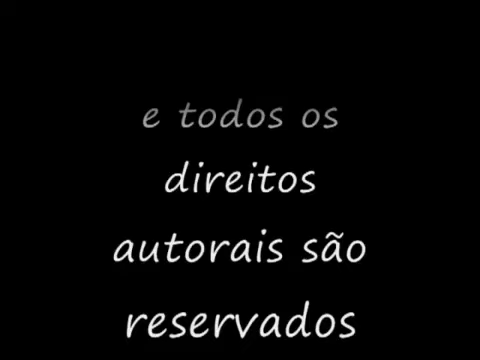 e todos os
direitos
autorais são
reservados